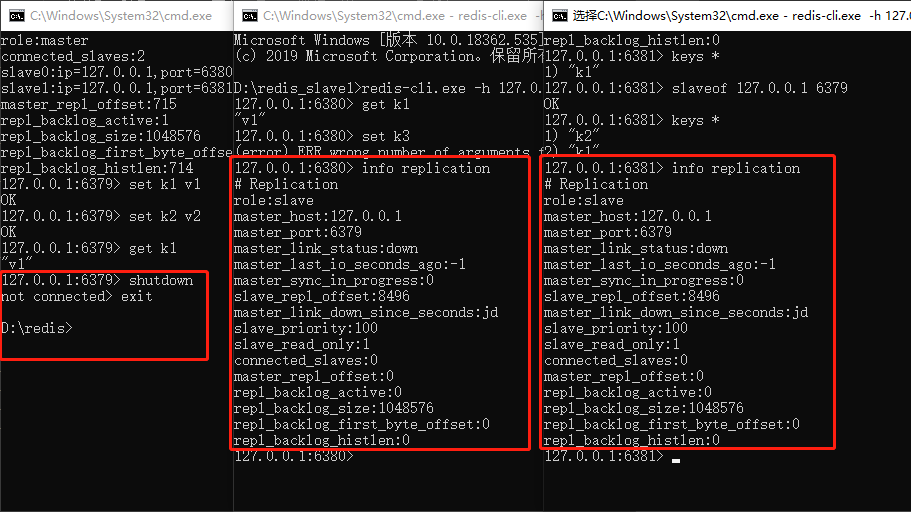 C:\Windows\System32\cmd.exe
role:master
connected_slaves:2
slave0:ip=127.0.0.1,port=6380
slave1:ip=127.0.0.1,port=6381
master_repl_offset:715
repl_backlog_active:1
repl_backlog_size:1048576
repl_backlog_first_byte_offse
repl_backlog_histlen:714
127.0.0.1:6379> set k1 v1
OK
127.0.0.1:6379> set k2 v2
OK
127.0.0.1:6379> get k1
"v1"
127.0.0.1:6379> shutdown
not connected> exit
D:\redis>
C:\Windows\System32\cmd.exe - redis-cli.exe -h
Microsoft Windows [版本 10.0.18362.535]
(c) 2019 Microsoft Corporation。保留所有
D:\redis_slave1>redis-cli.exe -h 127.0.
127.0.0.1:6380> get k1
"v1"
127.0.0.1:6380> set k3
(error) ERR wrong number of arguments f
127.0.0.1:6380> info replication
# Replication
role:slave
master_host:127.0.0.1
master_port:6379
master_link_status:down
master_last_io_seconds_ago:-1
master_sync_in_progress:0
slave_repl_offset:8496
master_link_down_since_seconds:jd
slave_priority:100
slave_read_only:1
connected_slaves:0
master_repl_offset:0
repl_backlog_active:0
repl_backlog_size:1048576
repl_backlog_first_byte_offset:0
repl_backlog_histlen:0
127.0.0.1:6380>
选择C:\Windows\System32\cmd.exe - redis-cli.exe -h 127.0
repl_backlog_histlen:0
127.0.0.1:6381> keys *
1) "k1"
127.0.0.1:6381> slaveof 127.0.0.1 6379
OK
127.0.0.1:6381> keys *
1) "k2"
2) "k1"
127.0.0.1:6381> info replication
# Replication
role:slave
master_host:127.0.0.1
master_port:6379
master_link_status:down
master_last_io_seconds_ago:-1
master_sync_in_progress:0
slave_repl_offset:8496
master_link_down_since_seconds:jd
slave_priority:100
slave_read_only:1
connected_slaves:0
master_repl_offset:0
repl_backlog_active:0
repl_backlog_size:1048576
repl_backlog_first_byte_offset:0
repl_backlog_histlen:0
127.0.0.1:6381>